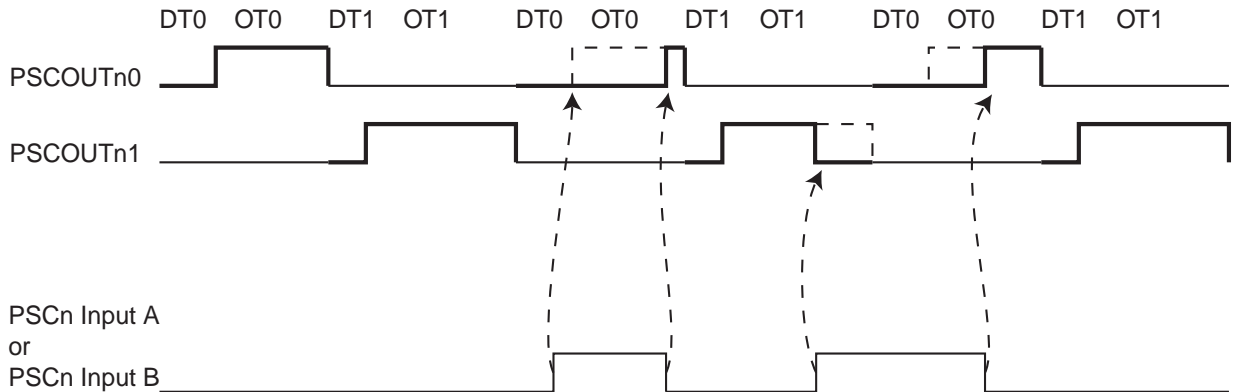 DT0 OT0 DT1 OT1 DT0 OT0 DT1 OT1 DT0 OT0 DT1 OT1
PSCOUTn0
PSCOUTn1
PSCn Input A
or
PSCn Input B